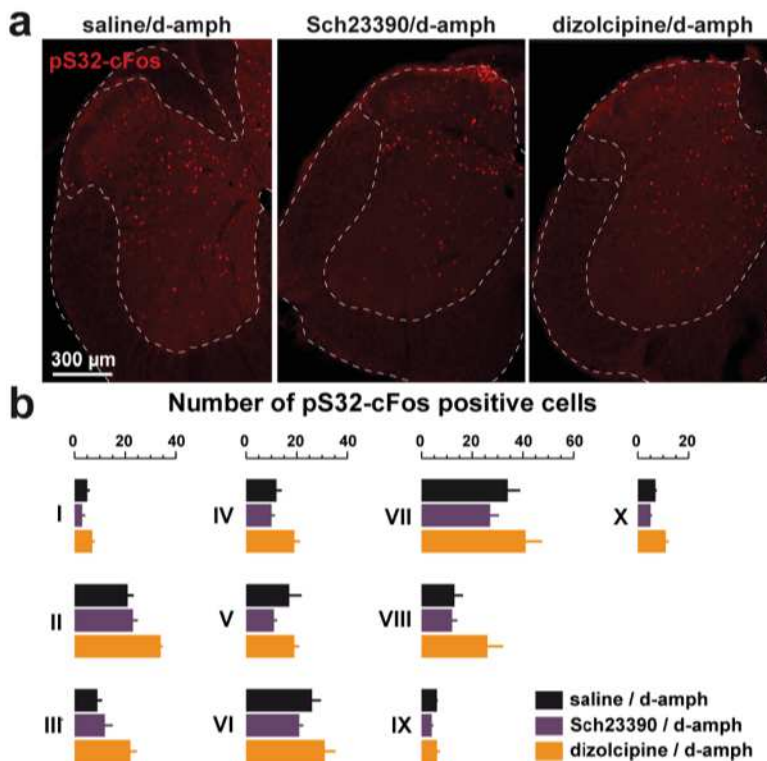 a
saline/d-amph Sch23390/d-amph dizolcipine/d-amph
pS32-cFos
300 µm
b
Number of pS32-cFos positive cells
0 20 40 0 20 40 0 20 40 60 0 20
I IV VII X
II V VIII
III VI IX
saline / d-amph
Sch23390 / d-amph
dizolcipine / d-amph